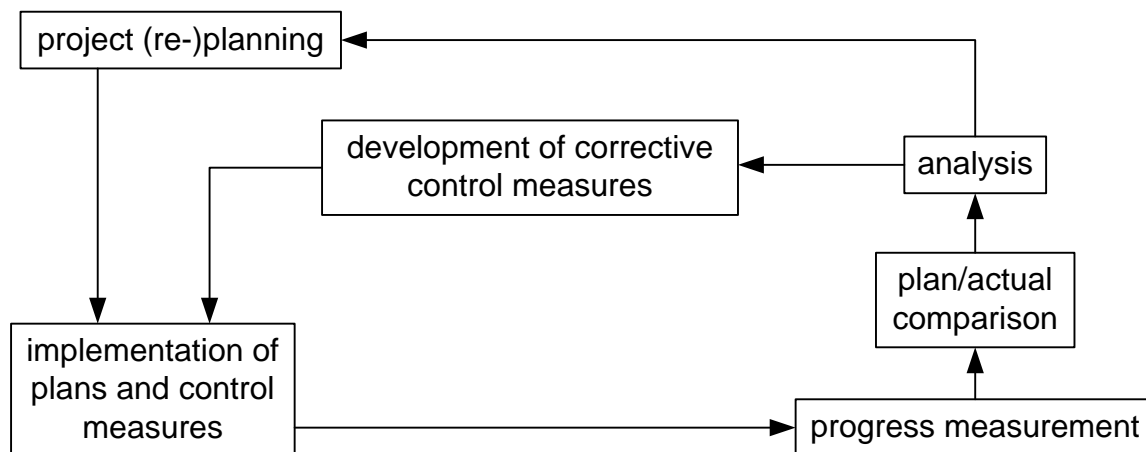 project (re-)planning
development of corrective
control measures
analysis
plan/actual
comparison
implementation of
plans and control
measures
progress measurement